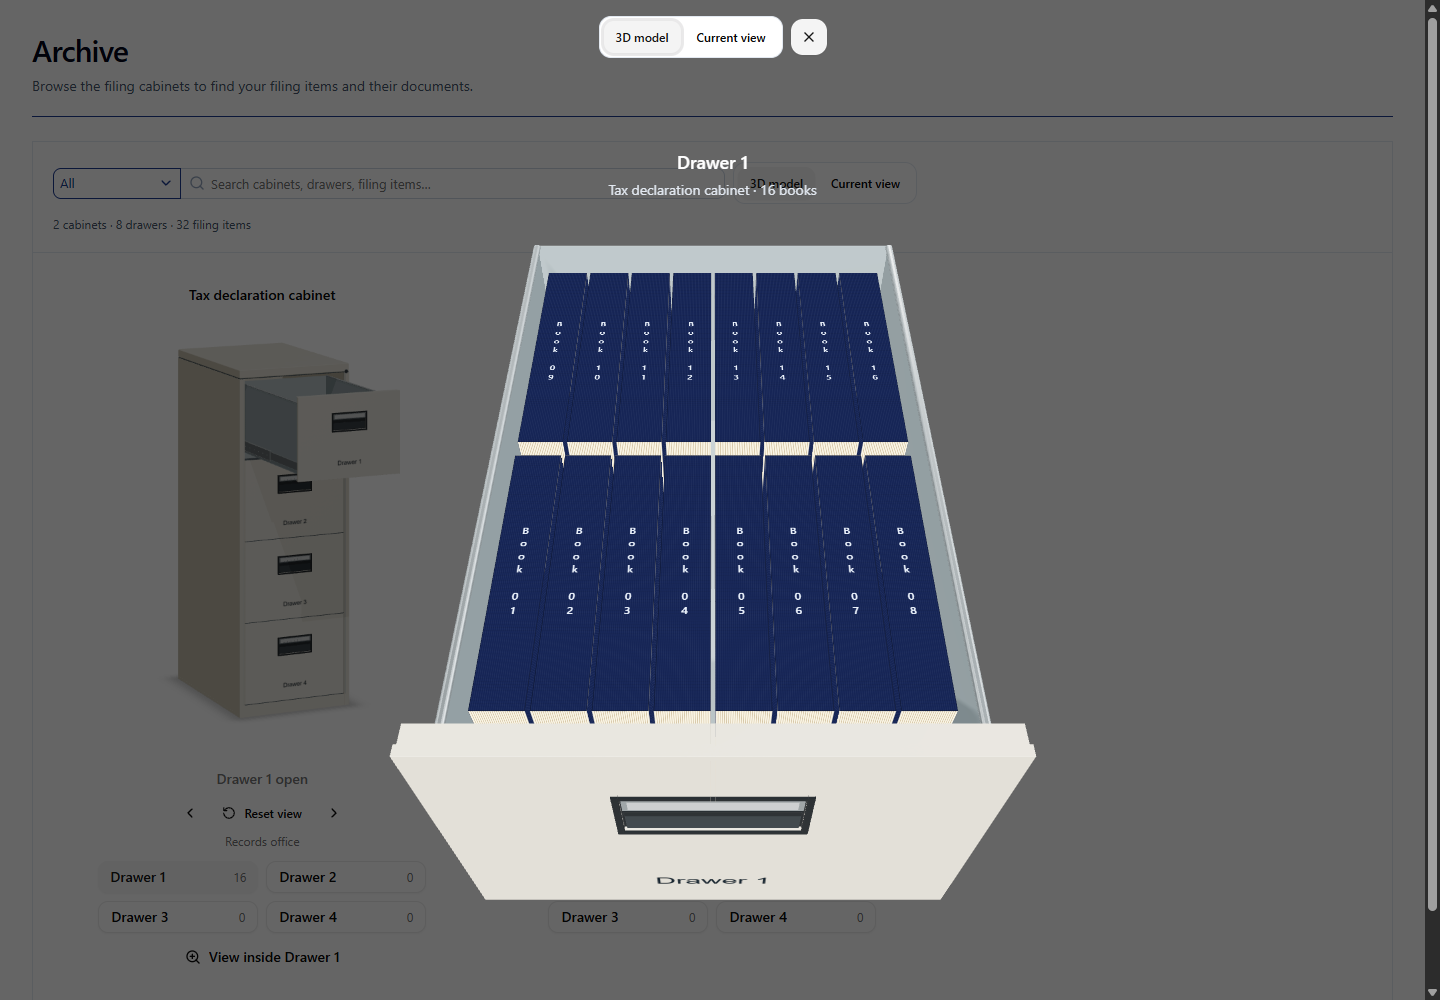 3D model
Current view
Archive
Browse the filing cabinets to find your filing items and their documents.
Drawer 1
Tax declaration cabinet · 16 books
All
Search cabinets, drawers, filing items...
3D model
Current view
2 cabinets · 8 drawers · 32 filing items
Tax declaration cabinet
Drawer 1
Drawer 2
Drawer 3
Drawer 4
Book 09
Book 10
Book 11
Book 12
Book 13
Book 14
Book 15
Book 16
Book 01
Book 02
Book 03
Book 04
Book 05
Book 06
Book 07
Book 08
Drawer 1
Drawer 1 open
Reset view
Records office
Drawer 1 16
Drawer 2 0
Drawer 3 0
Drawer 4 0
View inside Drawer 1
Drawer 3 0
Drawer 4 0